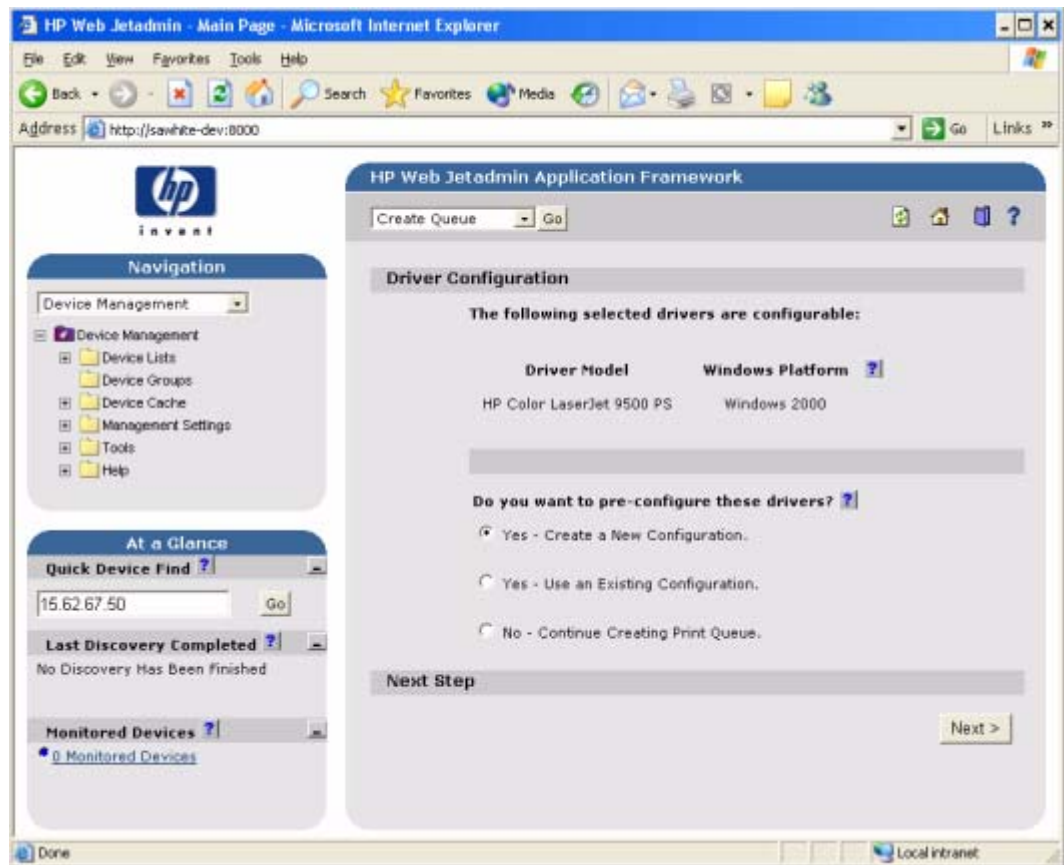 HP Web Jetadmin - Main Page - Microsoft Internet Explorer
File Edit View Favorites Tools Help
Back Search Favorites Media
Address http://sawhite-dev:8000 Go Links »
hp
invent
HP Web Jetadmin Application Framework
Create Queue Go ?
Navigation
Device Management
Device Management
Device Lists
Device Groups
Device Cache
Management Settings
Tools
Help
At a Glance
Quick Device Find ?
15.62.67.50 Go
Last Discovery Completed ?
No Discovery Has Been Finished
Monitored Devices ?
0 Monitored Devices
Driver Configuration
The following selected drivers are configurable:
Driver Model Windows Platform ?
HP Color LaserJet 9500 PS Windows 2000
Do you want to pre-configure these drivers? ?
Yes - Create a New Configuration.
Yes - Use an Existing Configuration.
No - Continue Creating Print Queue.
Next Step
Next >
Done Local intranet